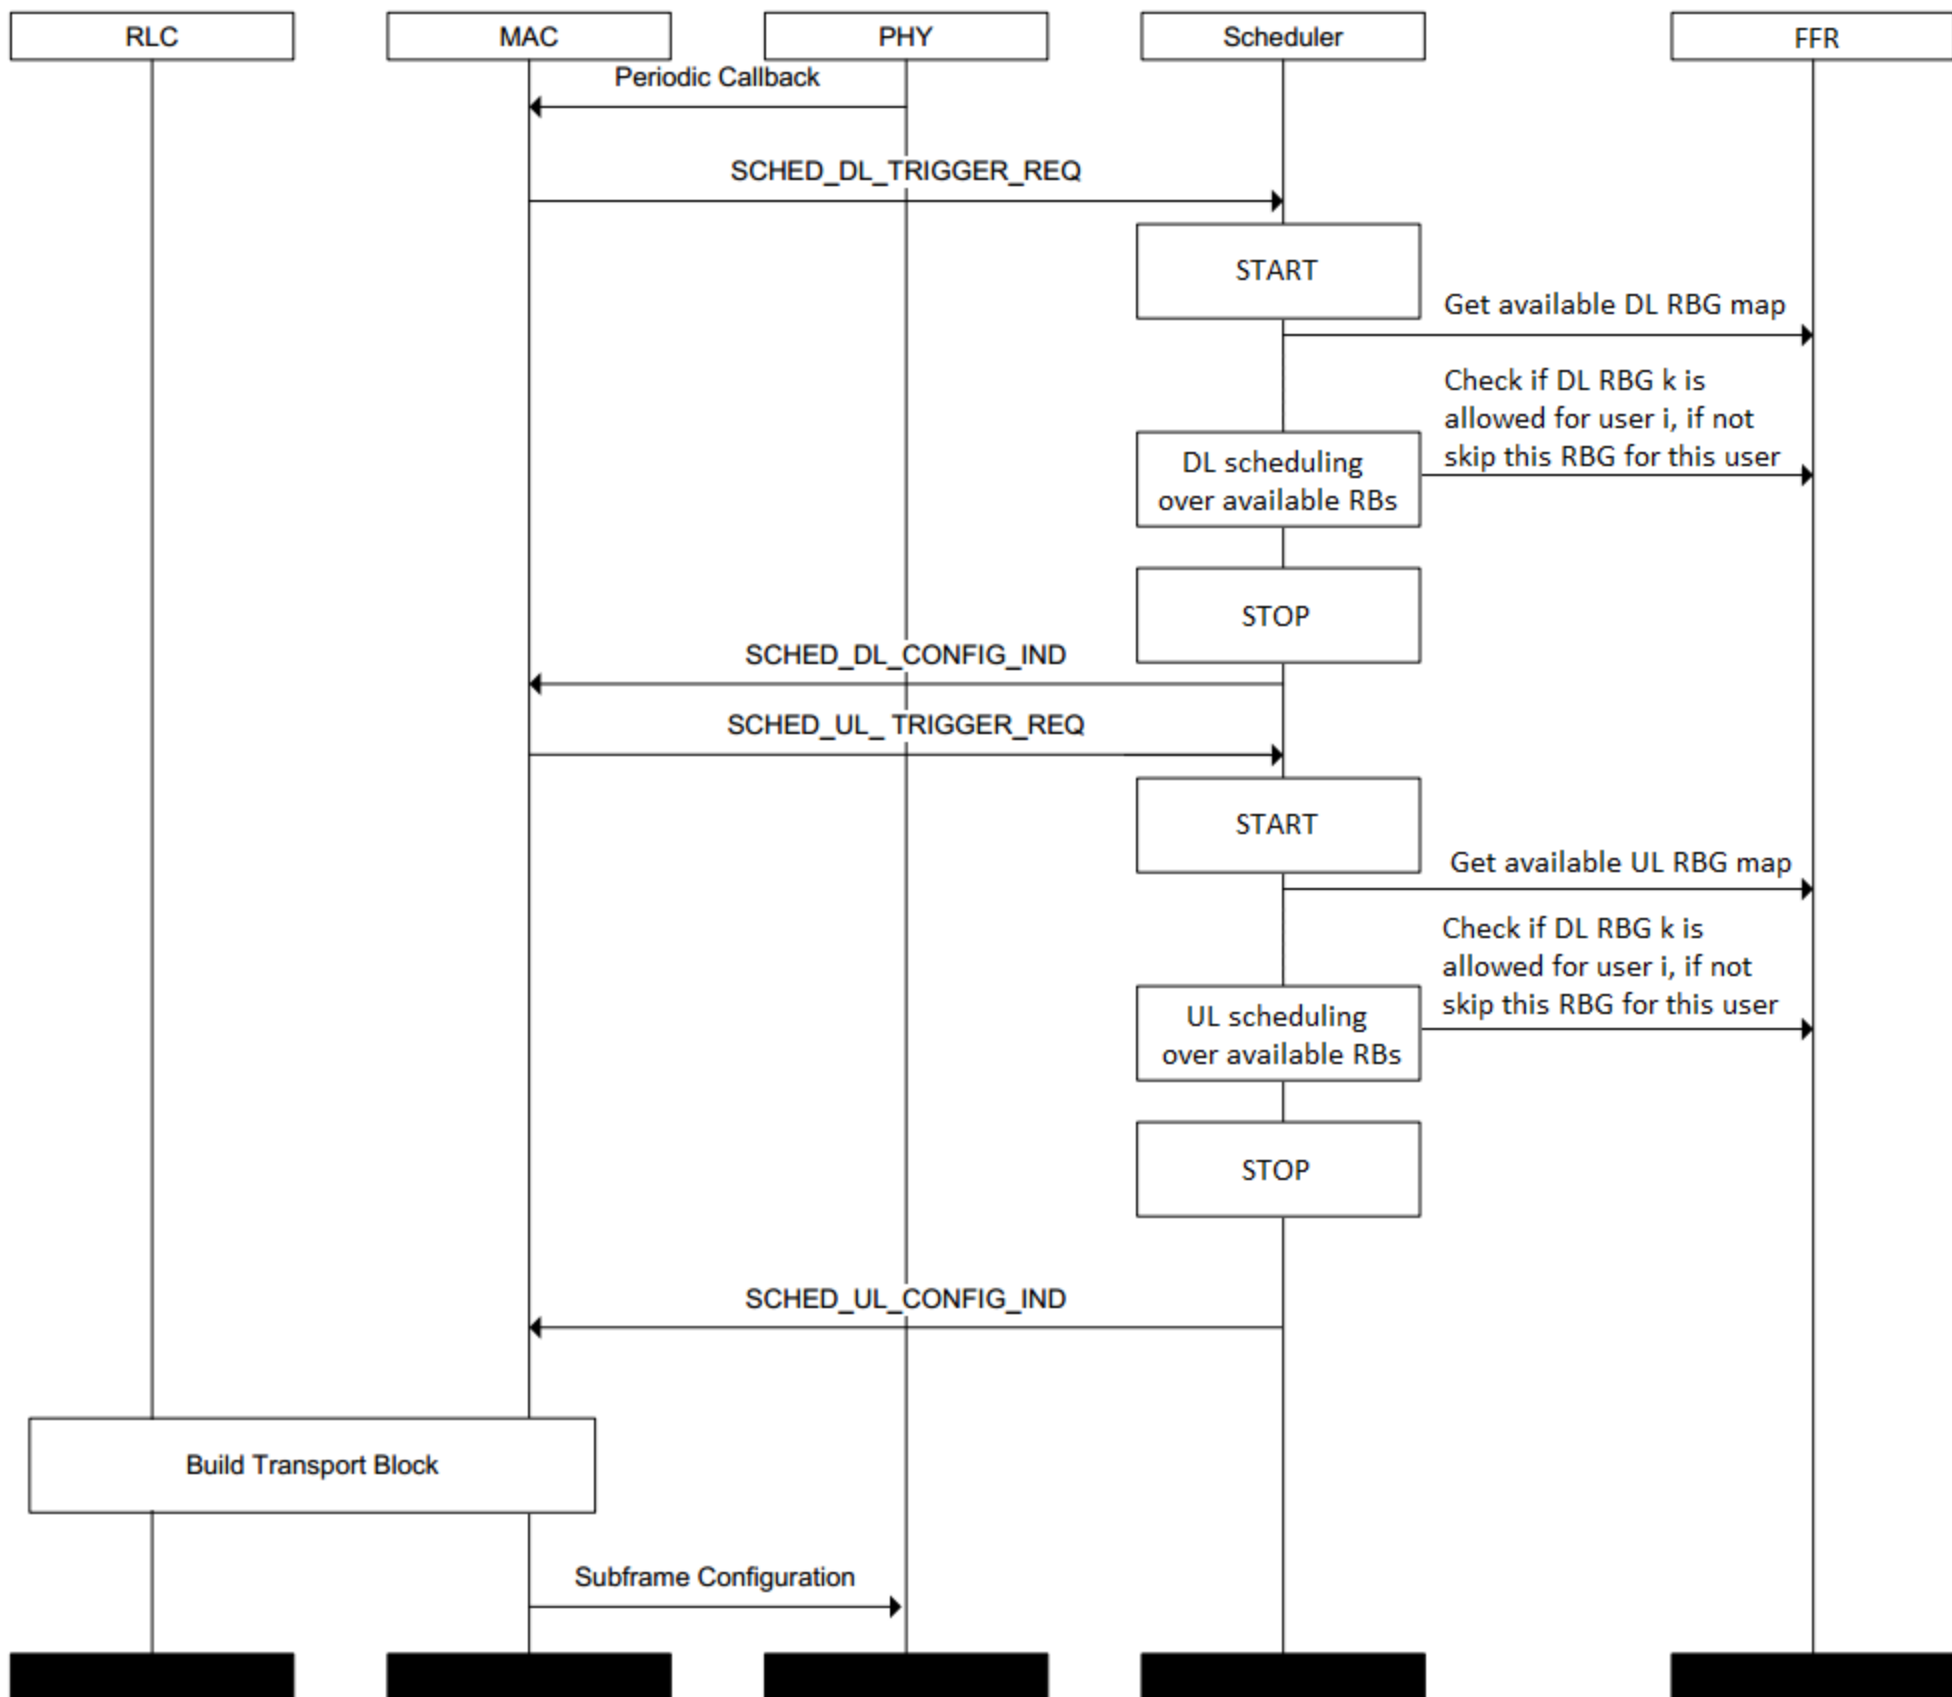 RLC
MAC
PHY
Scheduler
FFR
Periodic Callback
SCHED_DL_TRIGGER_REQ
START
Get available DL RBG map
Check if DL RBG k is
allowed for user i, if not
skip this RBG for this user
DL scheduling
over available RBs
STOP
SCHED_DL_CONFIG_IND
SCHED_UL_ TRIGGER_REQ
START
Get available UL RBG map
Check if DL RBG k is
allowed for user i, if not
skip this RBG for this user
UL scheduling
over available RBs
STOP
SCHED_UL_CONFIG_IND
Build Transport Block
Subframe Configuration